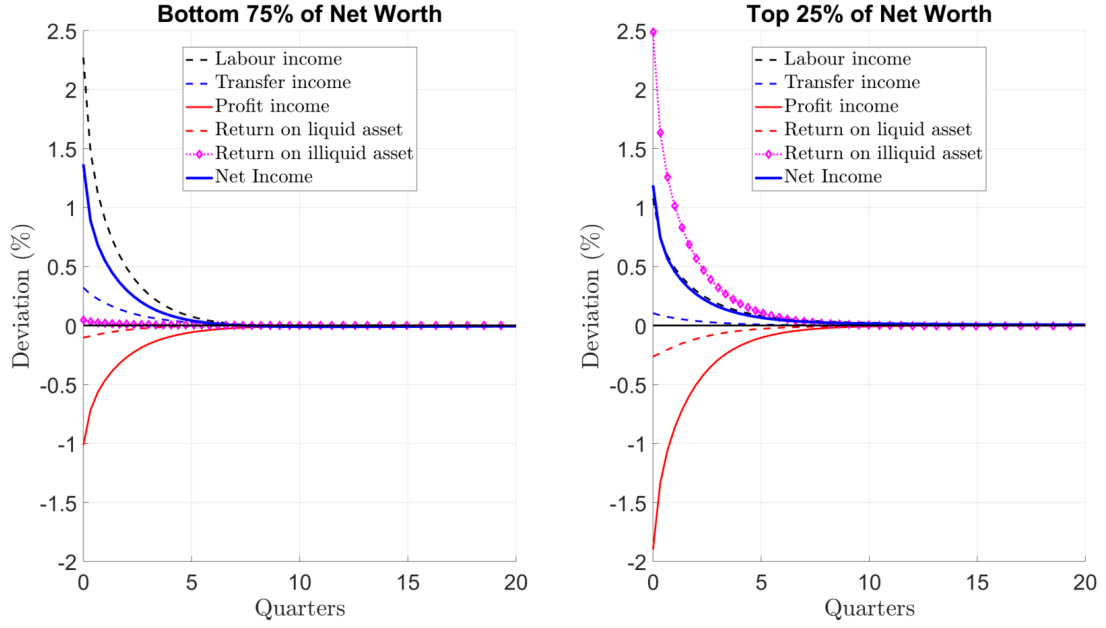 Bottom 75% of Net Worth
2.5
2
1.5
1
0.5
0
-0.5
-1
-1.5
-2
Deviation (%)
Labour income
Transfer income
Profit income
Return on liquid asset
Return on illiquid asset
Net Income
0
5
10
15
20
Quarters
Top 25% of Net Worth
2.5
2
1.5
1
0.5
0
-0.5
-1
-1.5
-2
Deviation (%)
Labour income
Transfer income
Profit income
Return on liquid asset
Return on illiquid asset
Net Income
0
5
10
15
20
Quarters